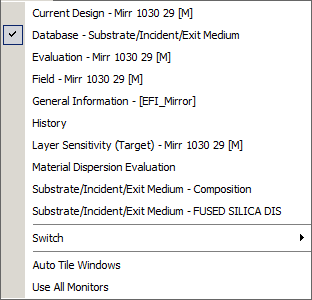 Current Design - Mirr 1030 29 [M]
Database - Substrate/Incident/Exit Medium
Evaluation - Mirr 1030 29 [M]
Field - Mirr 1030 29 [M]
General Information - [EFI_Mirror]
History
Layer Sensitivity (Target) - Mirr 1030 29 [M]
Material Dispersion Evaluation
Substrate/Incident/Exit Medium - Composition
Substrate/Incident/Exit Medium - FUSED SILICA DIS
Switch
Auto Tile Windows
Use All Monitors